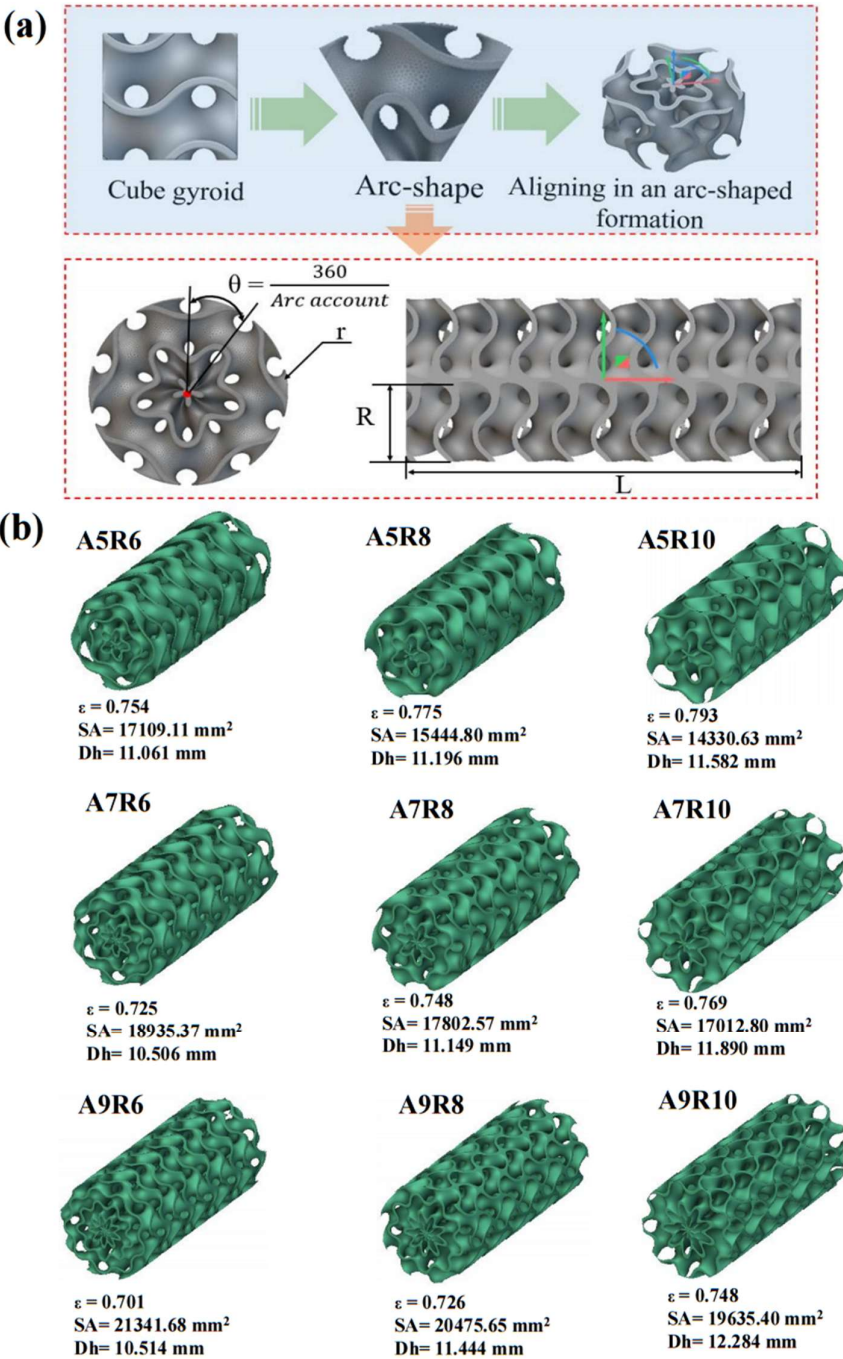 (a)
Cube gyroid
Arc-shape
Aligning in an arc-shaped
formation
θ = 360 / Arc account
r
R
L
(b)
A5R6
A5R8
A5R10
ε = 0.754
SA= 17109.11 mm²
Dh= 11.061 mm
ε = 0.775
SA= 15444.80 mm²
Dh= 11.196 mm
ε = 0.793
SA= 14330.63 mm²
Dh= 11.582 mm
A7R6
A7R8
A7R10
ε = 0.725
SA= 18935.37 mm²
Dh= 10.506 mm
ε = 0.748
SA= 17802.57 mm²
Dh= 11.149 mm
ε = 0.769
SA= 17012.80 mm²
Dh= 11.890 mm
A9R6
A9R8
A9R10
ε = 0.701
SA= 21341.68 mm²
Dh= 10.514 mm
ε = 0.726
SA= 20475.65 mm²
Dh= 11.444 mm
ε = 0.748
SA= 19635.40 mm²
Dh= 12.284 mm